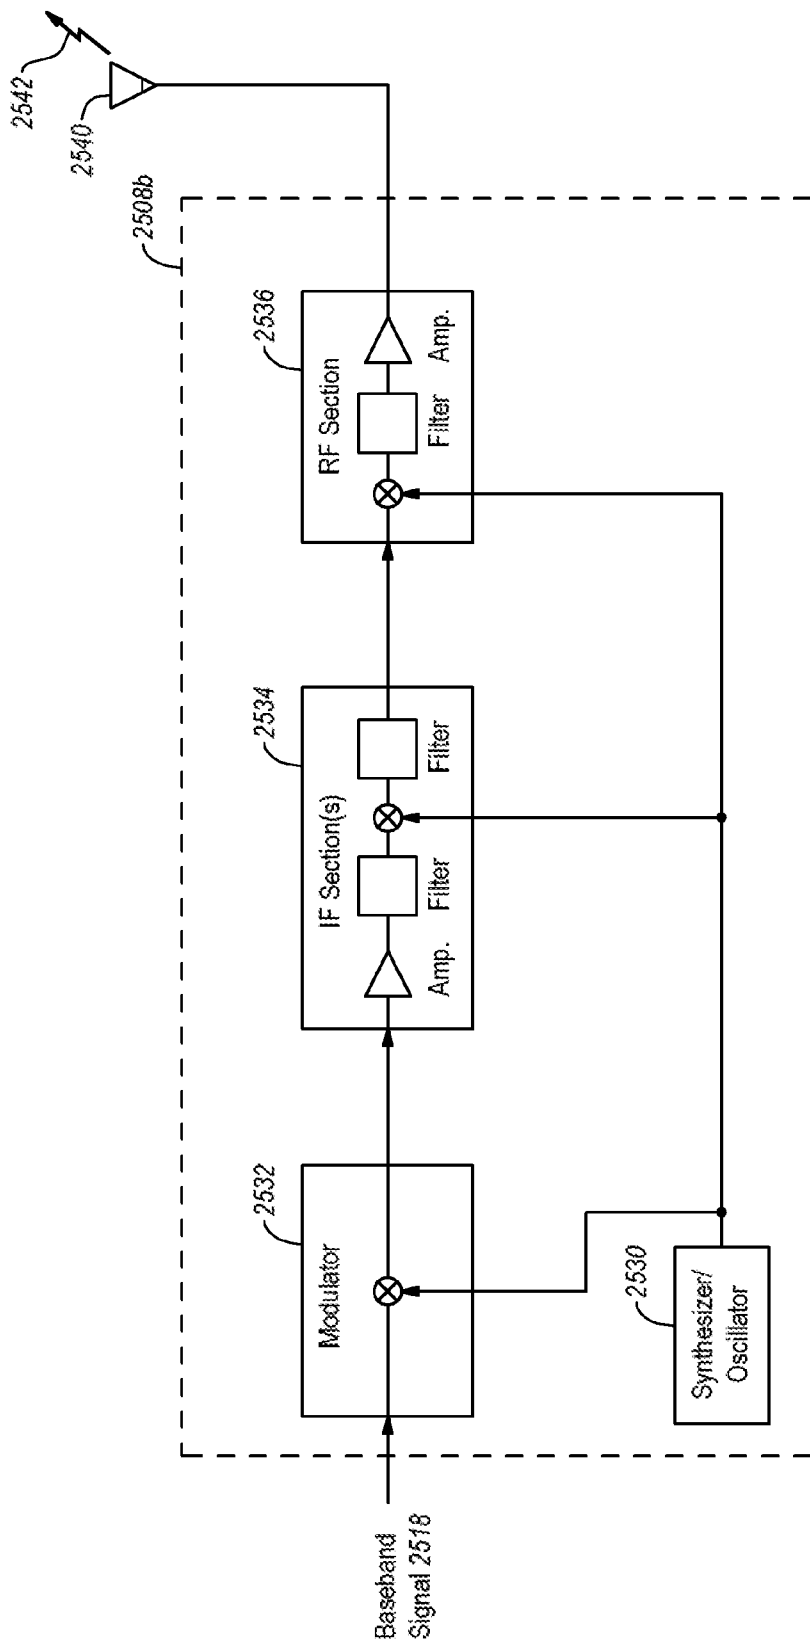 2542
2540
2508b
2532
Modulator
2534
IF Section(s)
Amp.
Filter
Filter
2536
RF Section
Filter
Amp.
Baseband
Signal 2518
2530
Synthesizer/
Oscillator